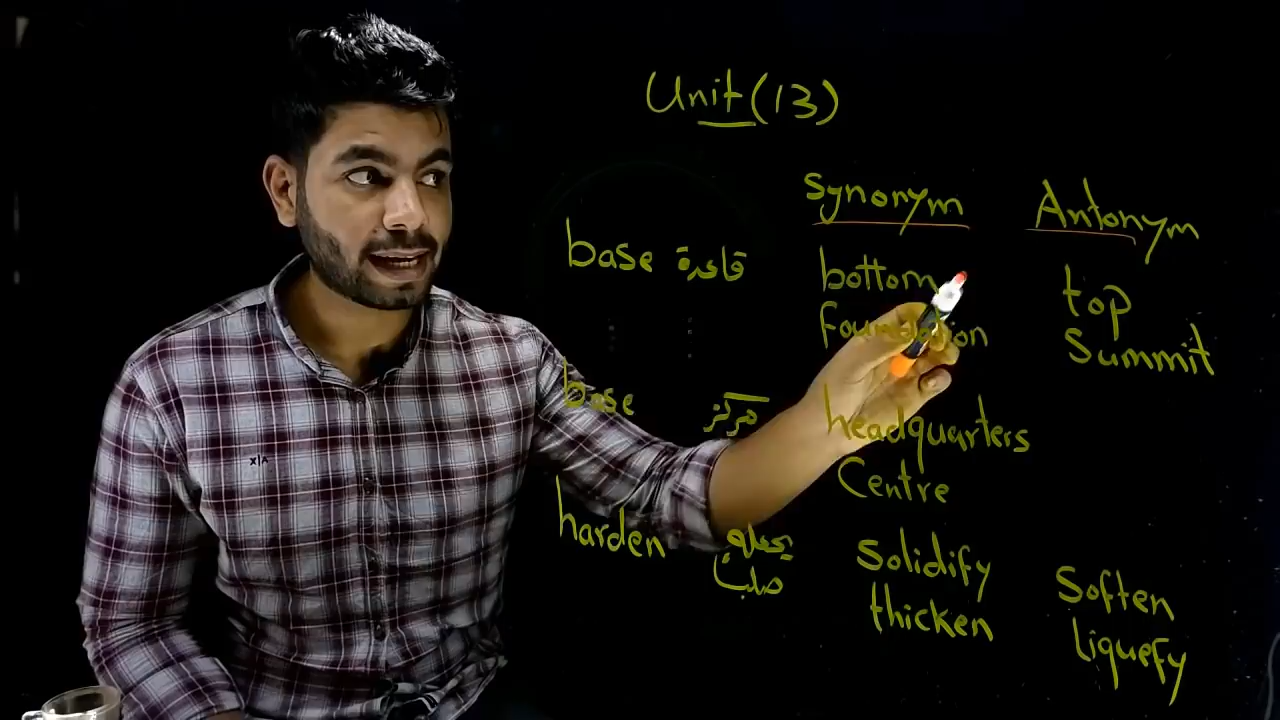 Unit (13)
Synonym Antonym
base قاعدة bottom top
foundation Summit
base مركز headquarters
Centre
harden يجعله solidify Soften
صلب thicken liquefy